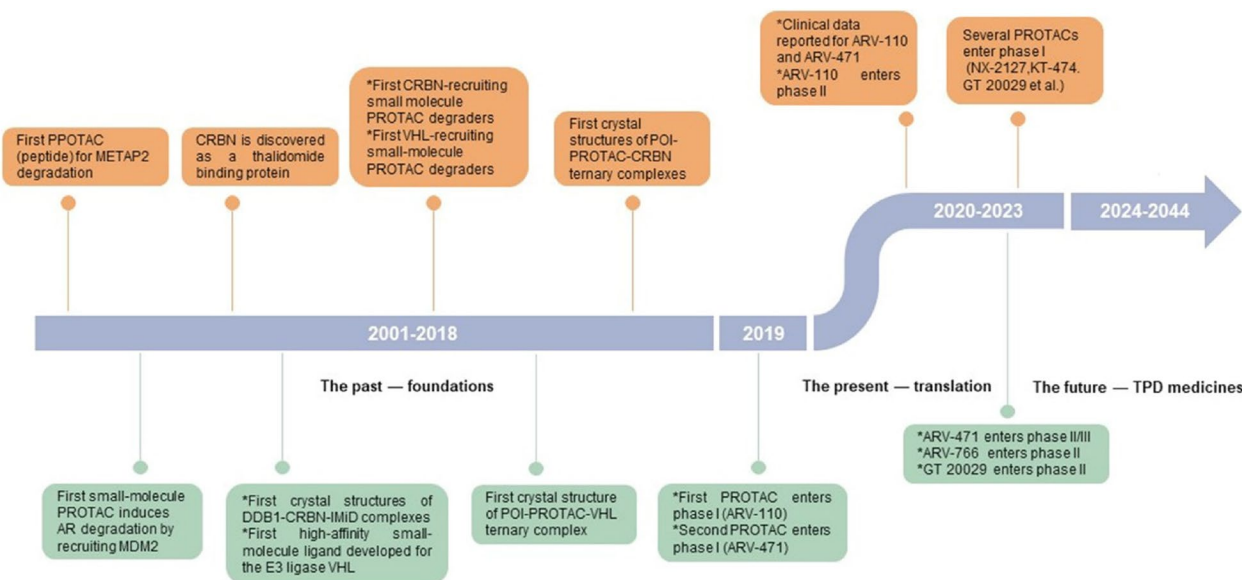 *Clinical data
reported for ARV-110
and ARV-471
*ARV-110 enters
phase II
Several PROTACs
enter phase I
(NX-2127,KT-474.
GT 20029 et al.)
*First CRBN-recruiting
small molecule
PROTAC degraders
*First VHL-recruiting
small-molecule
PROTAC degraders
First PPOTAC
(peptide) for METAP2
degradation
CRBN is discovered
as a thalidomide
binding protein
First crystal
structures of POI-
PROTAC-CRBN
ternary complexes
2020-2023
2024-2044
2001-2018
2019
The past — foundations
The present — translation
The future — TPD medicines
*ARV-471 enters phase II/III
*ARV-766 enters phase II
*GT 20029 enters phase II
First small-molecule
PROTAC induces
AR degradation by
recruiting MDM2
*First crystal structures of
DDB1-CRBN-IMiD complexes
*First high-affinity small-
molecule ligand developed for
the E3 ligase VHL
First crystal structure
of POI-PROTAC-VHL
ternary complex
*First PROTAC enters
phase I (ARV-110)
*Second PROTAC enters
phase I (ARV-471)